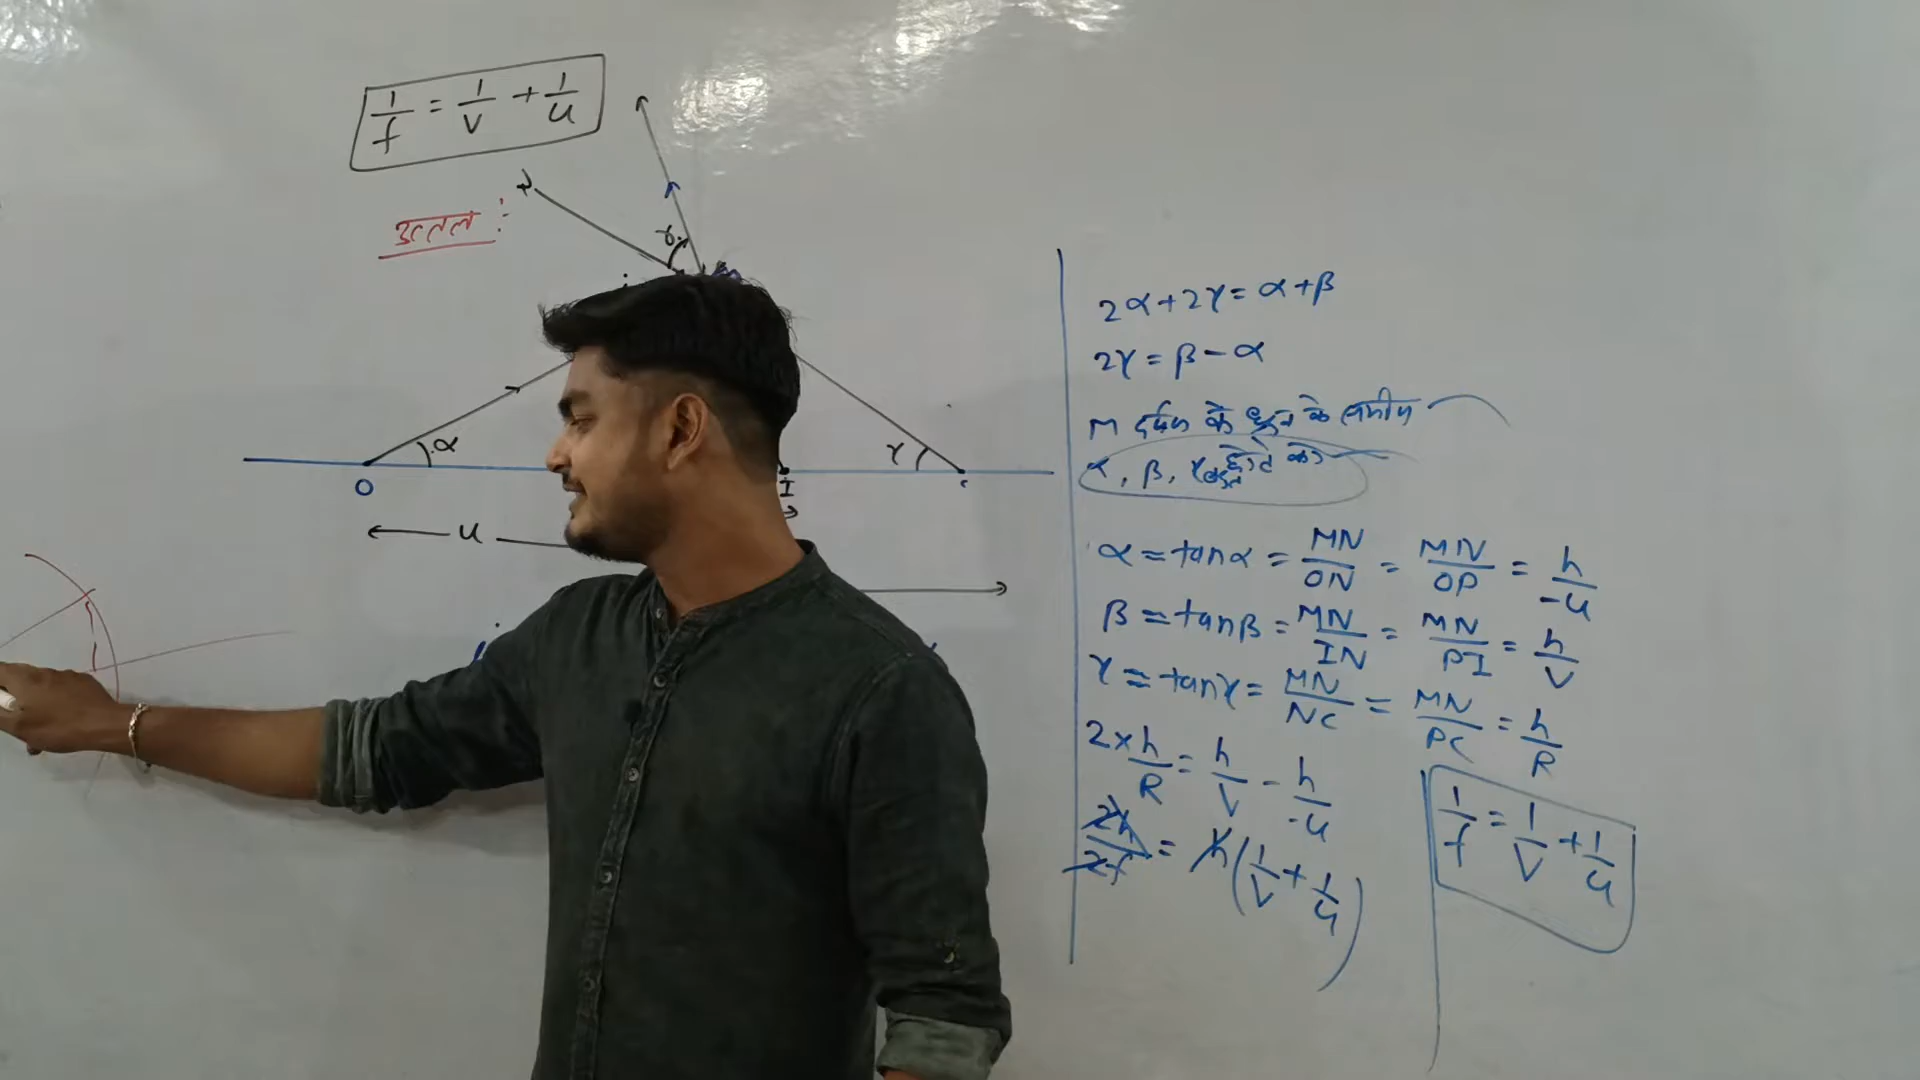 1/f = 1/v + 1/u
उत्तल :
γ
α
γ
O
I
u
2α+2γ = α+β
2γ = β - α
M दर्पण के ध्रुव के समीप
α, β, γ बहुत छोटे को
α ≈ tanα = MN/ON = MN/OP = h/-u
β ≈ tanβ = MN/IN = MN/PI = h/v
γ ≈ tanγ = MN/NC = MN/PC = h/R
2 × h/R = h/v - h/-u
2h/2f = h(1/v + 1/u)
1/f = 1/v + 1/u